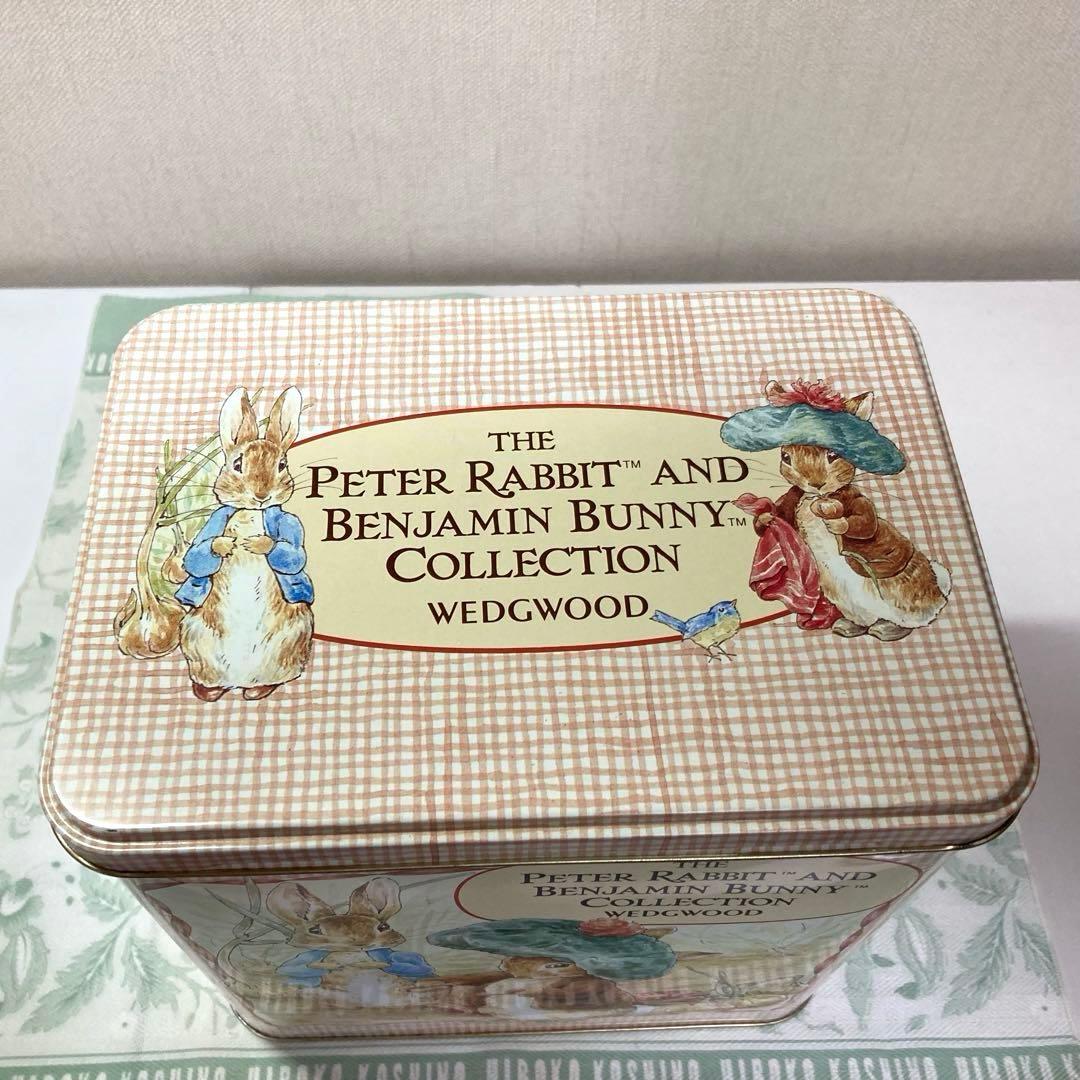 THE
PETER RABBIT™ AND
BENJAMIN BUNNY™
COLLECTION
WEDGWOOD
THE
PETER RABBIT™ AND
BENJAMIN BUNNY™
COLLECTION
WEDGWOOD
HIROKO KOSHINO HIROKO KOSHINO HIROKO KOSHINO HIROKO